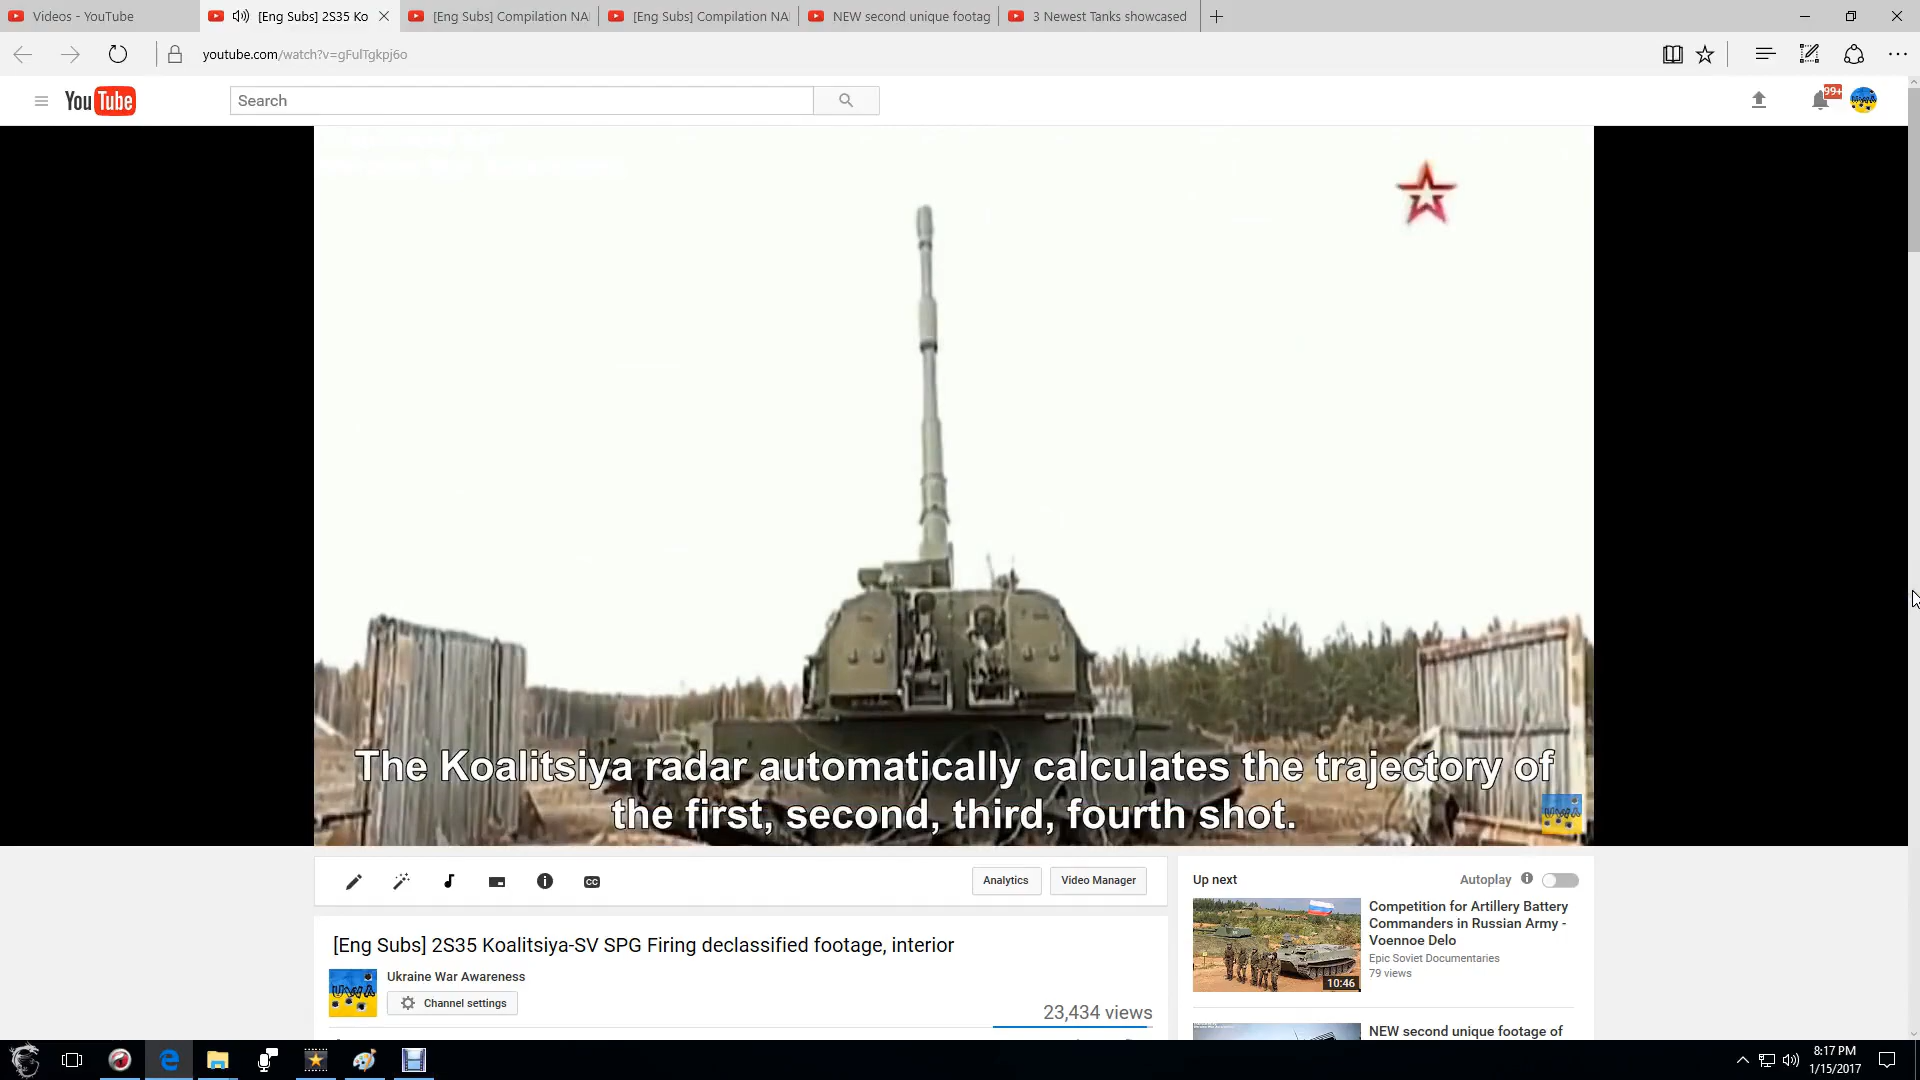 Videos - YouTube
[Eng Subs] 2S35 Ko
[Eng Subs] Compilation NA
[Eng Subs] Compilation NA
NEW second unique footag
3 Newest Tanks showcased
youtube.com/watch?v=gFulTgkpj6o
YouTube
Search
99+
The Koalitsiya radar automatically calculates the trajectory of
the first, second, third, fourth shot.
UWA
CC
Analytics
Video Manager
Up next
Autoplay
[Eng Subs] 2S35 Koalitsiya-SV SPG Firing declassified footage, interior
Ukraine War Awareness
Channel settings
23,434 views
Competition for Artillery Battery
Commanders in Russian Army -
Voennoe Delo
Epic Soviet Documentaries
79 views
10:46
NEW second unique footage of
8:17 PM
1/15/2017